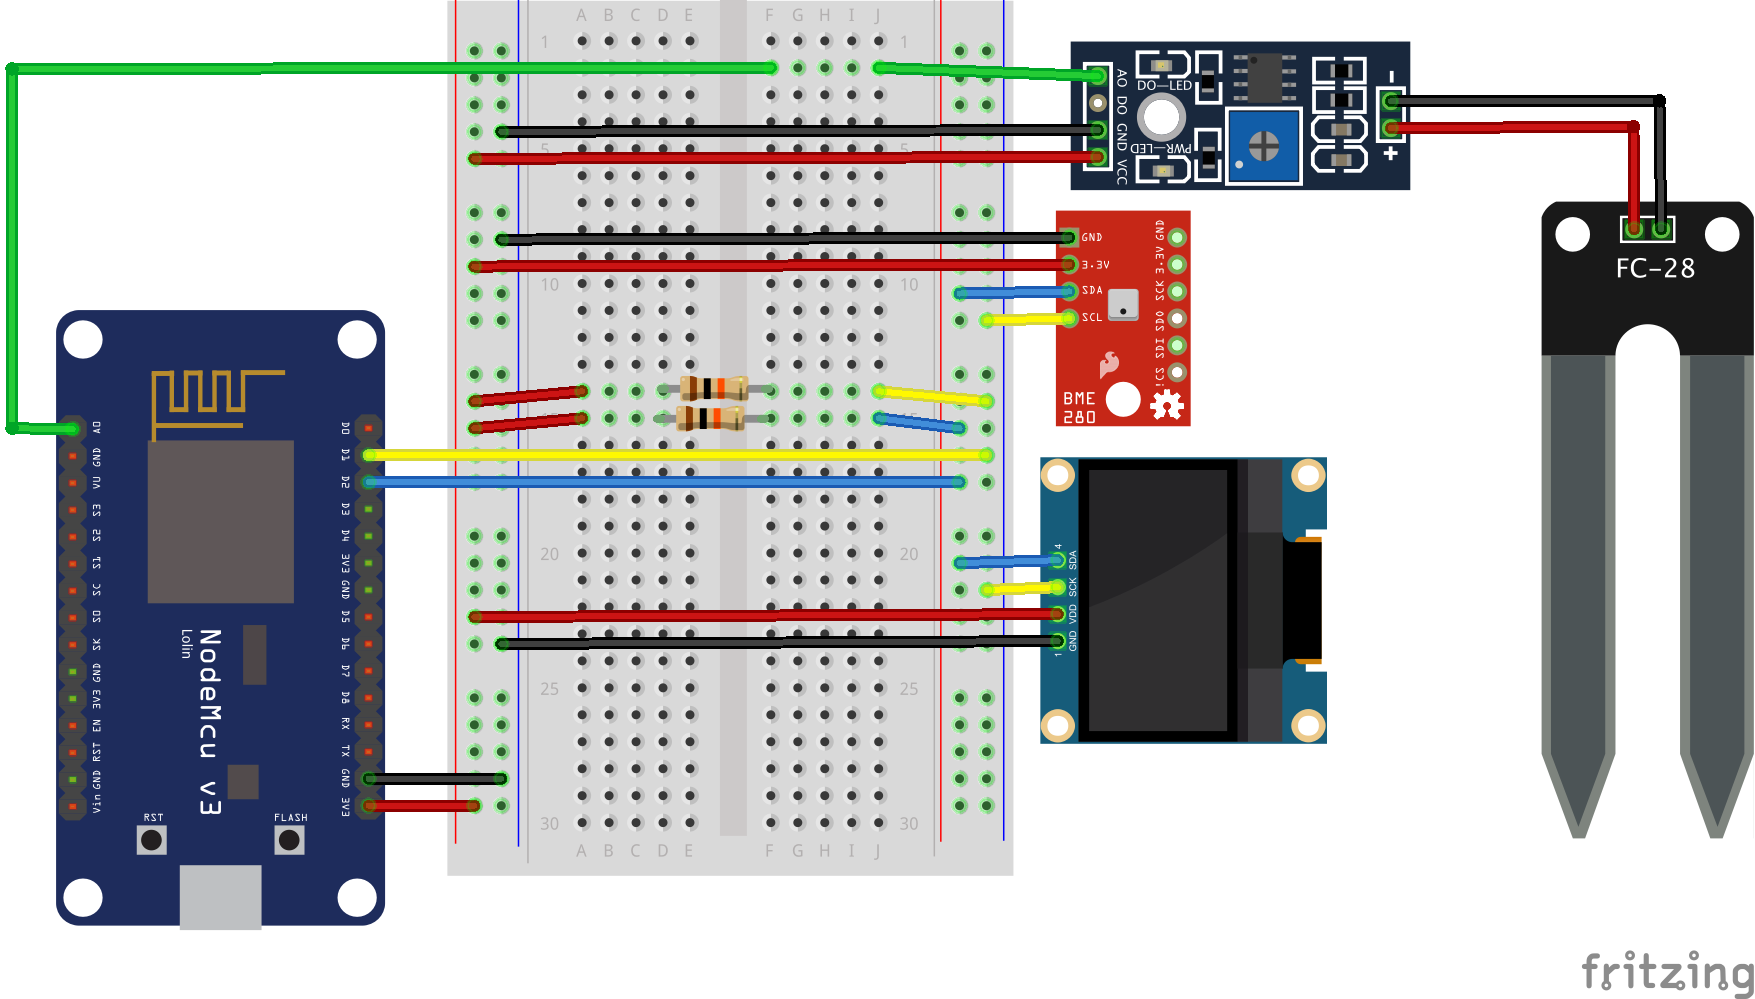 A B C D E F G H I J
1 1
5 5
10 10
15
20 20
25 25
30 30
A B C D E F G H I J
AO
DO
GND
VCC
DO—LED
PWR—LED
-
+
FC-28
GND
3.3V
SDA
SCL
GND
3.3V
SCK
SDO
SDI
BME
280
4
SDA
SCK
VDD
GND
1
A0
GND
VU
S3
S2
S1
SC
S0
SK
GND
3V3
EN
RST
GND
Vin
D0
D1
D2
D3
D4
3V3
GND
D5
D6
D7
D8
RX
TX
GND
3V3
NodeMcu v3
Lolin
RST
FLASH
fritzing